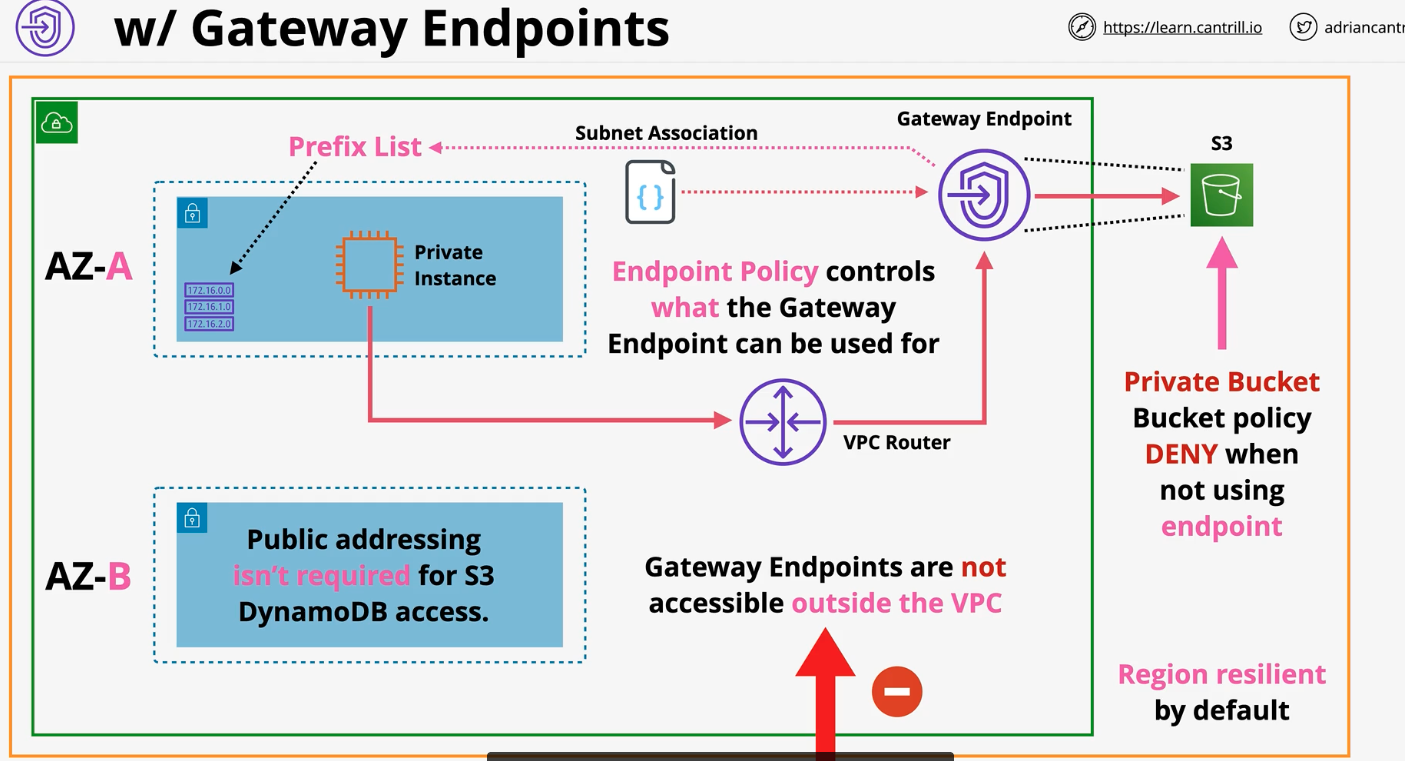 w/ Gateway Endpoints
https://learn.cantrill.io
adriancantr
Gateway Endpoint
Subnet Association
Prefix List
S3
{}
AZ-A
Private
Instance
172.16.0.0
172.16.1.0
172.16.2.0
Endpoint Policy controls
what the Gateway
Endpoint can be used for
VPC Router
Private Bucket
Bucket policy
DENY when
not using
endpoint
AZ-B
Public addressing
isn't required for S3
DynamoDB access.
Gateway Endpoints are not
accessible outside the VPC
Region resilient
by default